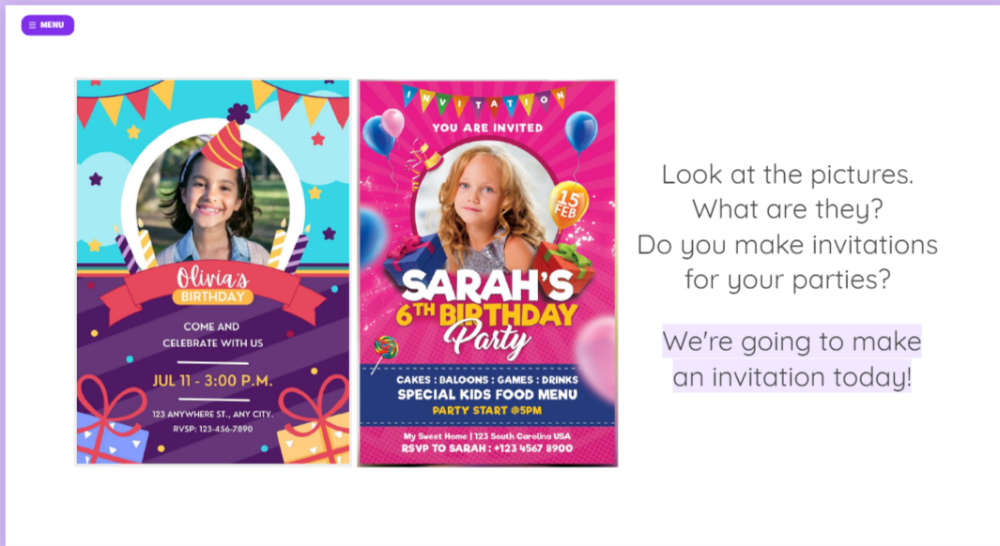 ☰ MENU
Olivia's
BIRTHDAY
COME AND
CELEBRATE WITH US
JUL 11 - 3:00 P.M.
123 ANYWHERE ST., ANY CITY.
RVSP: 123-456-7890
INVITATION
YOU ARE INVITED
15
FEB
SARAH'S
6TH BIRTHDAY
Party
CAKES : BALOONS : GAMES : DRINKS
SPECIAL KIDS FOOD MENU
PARTY START @5PM
My Sweet Home | 123 South Carolina USA
RSVP TO SARAH : +123 4567 8900
Look at the pictures.
What are they?
Do you make invitations
for your parties?
We're going to make
an invitation today!